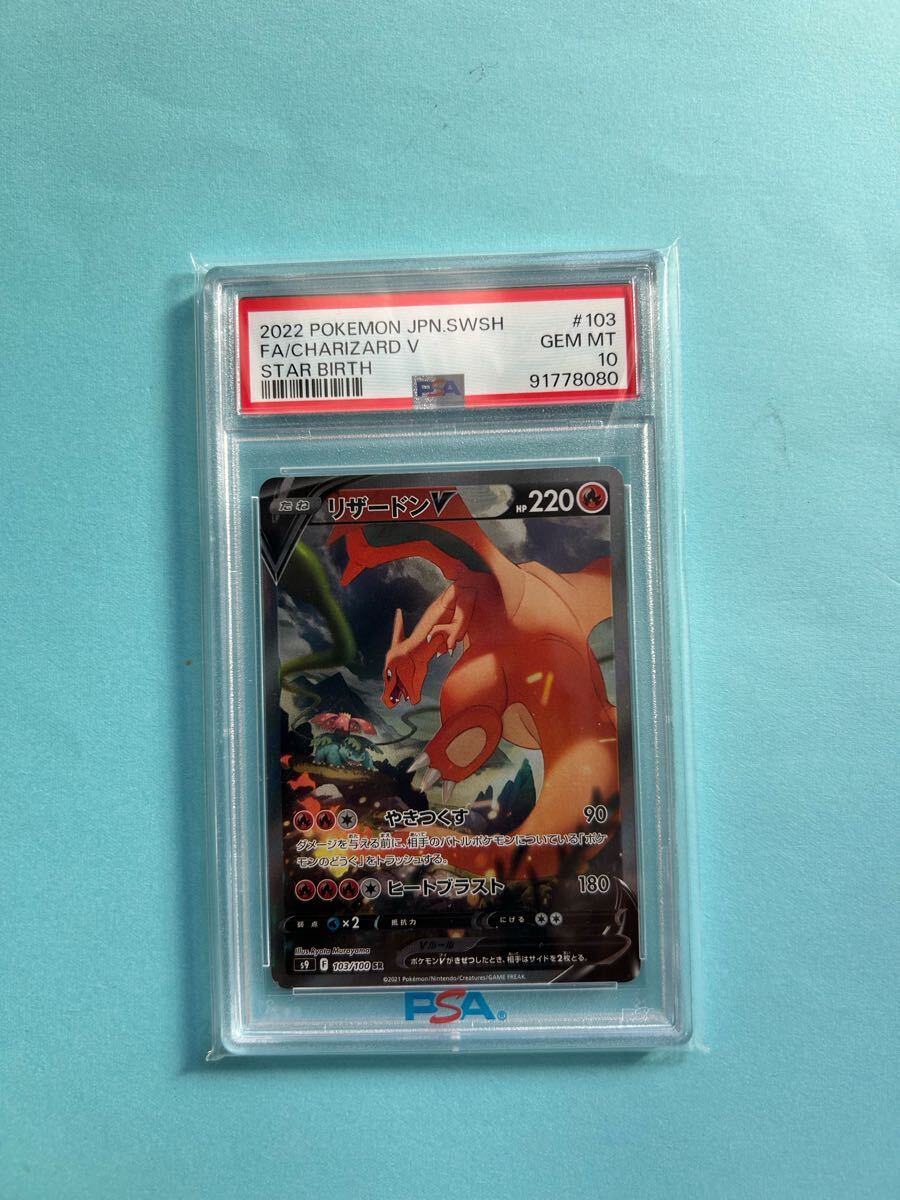 2022 POKEMON JPN.SWSH #103
FA/CHARIZARD V GEM MT
STAR BIRTH 10
PSA 91778080
たね リザードンV HP220
やきつくす 90
ダメージを与える前に、相手のバトルポケモンについている「ポケ
モンのどうぐ」をトラッシュする。
ヒートブラスト 180
弱点 ×2 抵抗力 にげる
Illus. Ryota Murayama
Vルール
s9 F 103/100 SR ポケモンVがきぜつしたとき、相手はサイドを2枚とる。
©2021 Pokémon/Nintendo/Creatures/GAME FREAK.
PSA®